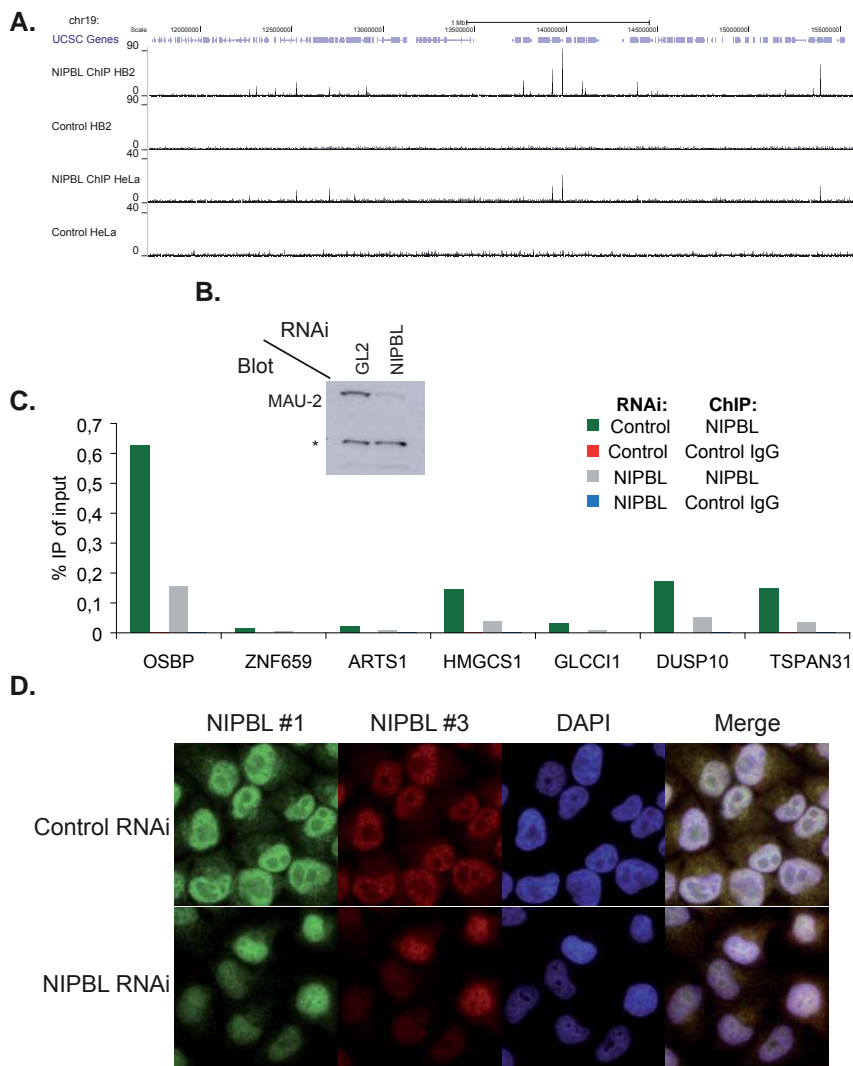 A.
chr19:
Scale
1 Mb
12000000 12500000 13000000 13500000 14000000 14500000 15000000 15500000
UCSC Genes
90
NIPBL ChIP HB2
0
90
Control HB2
0
40
NIPBL ChIP HeLa
0
40
Control HeLa
0
B.
RNAi
Blot
GL2
NIPBL
MAU-2
*
C.
% IP of input
0,7
0,6
0,5
0,4
0,3
0,2
0,1
0
RNAi: ChIP:
Control NIPBL
Control Control IgG
NIPBL NIPBL
NIPBL Control IgG
OSBP ZNF659 ARTS1 HMGCS1 GLCCI1 DUSP10 TSPAN31
D.
NIPBL #1 NIPBL #3 DAPI Merge
Control RNAi
NIPBL RNAi